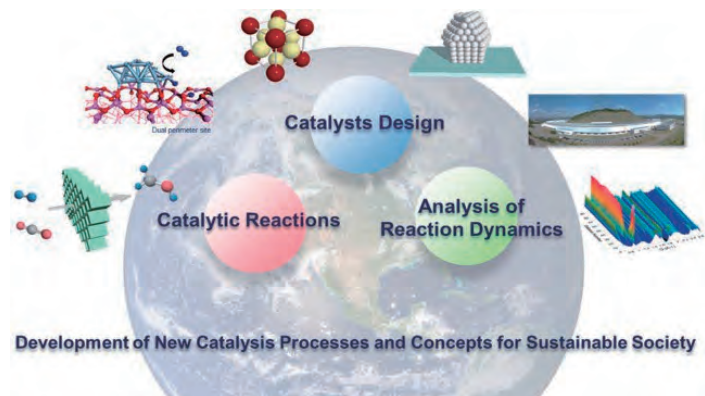 Catalysts Design
Dual perimeter site
Catalytic Reactions
Analysis of
Reaction Dynamics
Development of New Catalysis Processes and Concepts for Sustainable Society